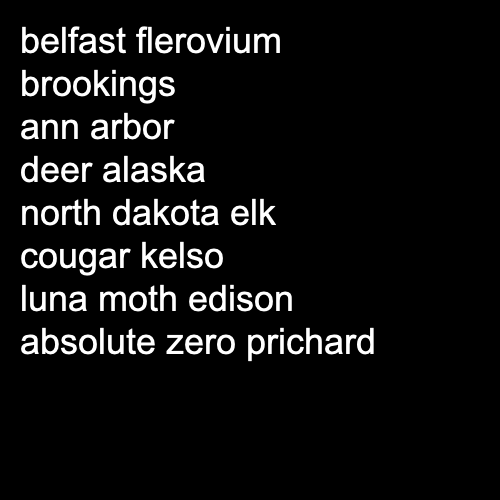 belfast flerovium
brookings
ann arbor
deer alaska
north dakota elk
cougar kelso
luna moth edison
absolute zero prichard